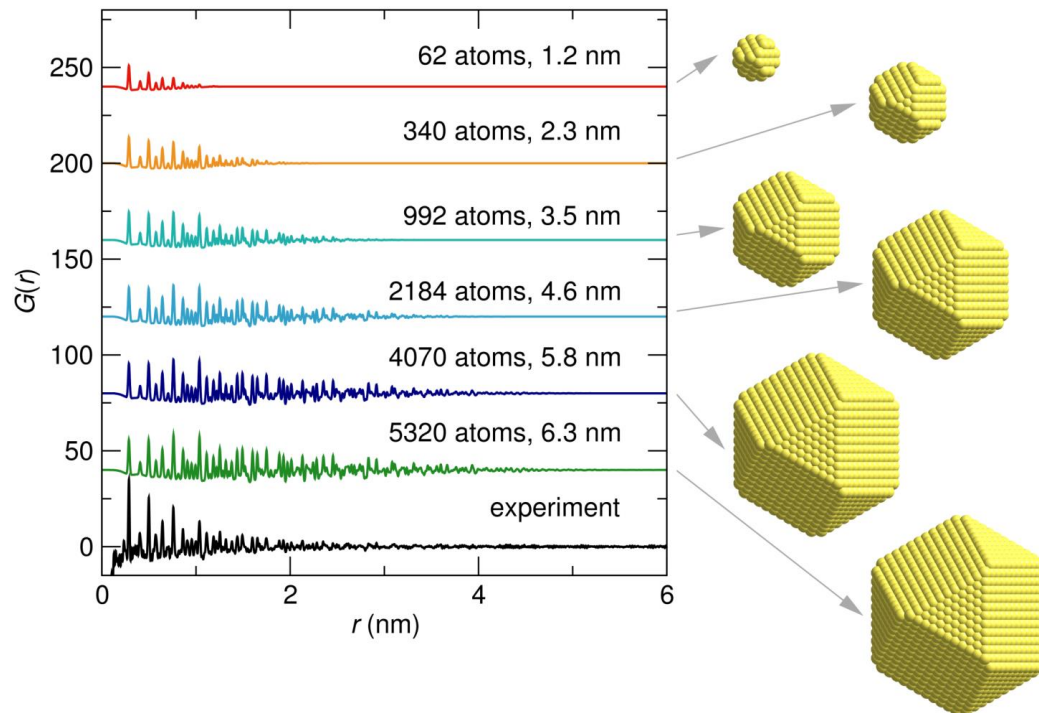 250
200
150
100
50
0
G(r)
62 atoms, 1.2 nm
340 atoms, 2.3 nm
992 atoms, 3.5 nm
2184 atoms, 4.6 nm
4070 atoms, 5.8 nm
5320 atoms, 6.3 nm
experiment
0 2 4 6
r (nm)